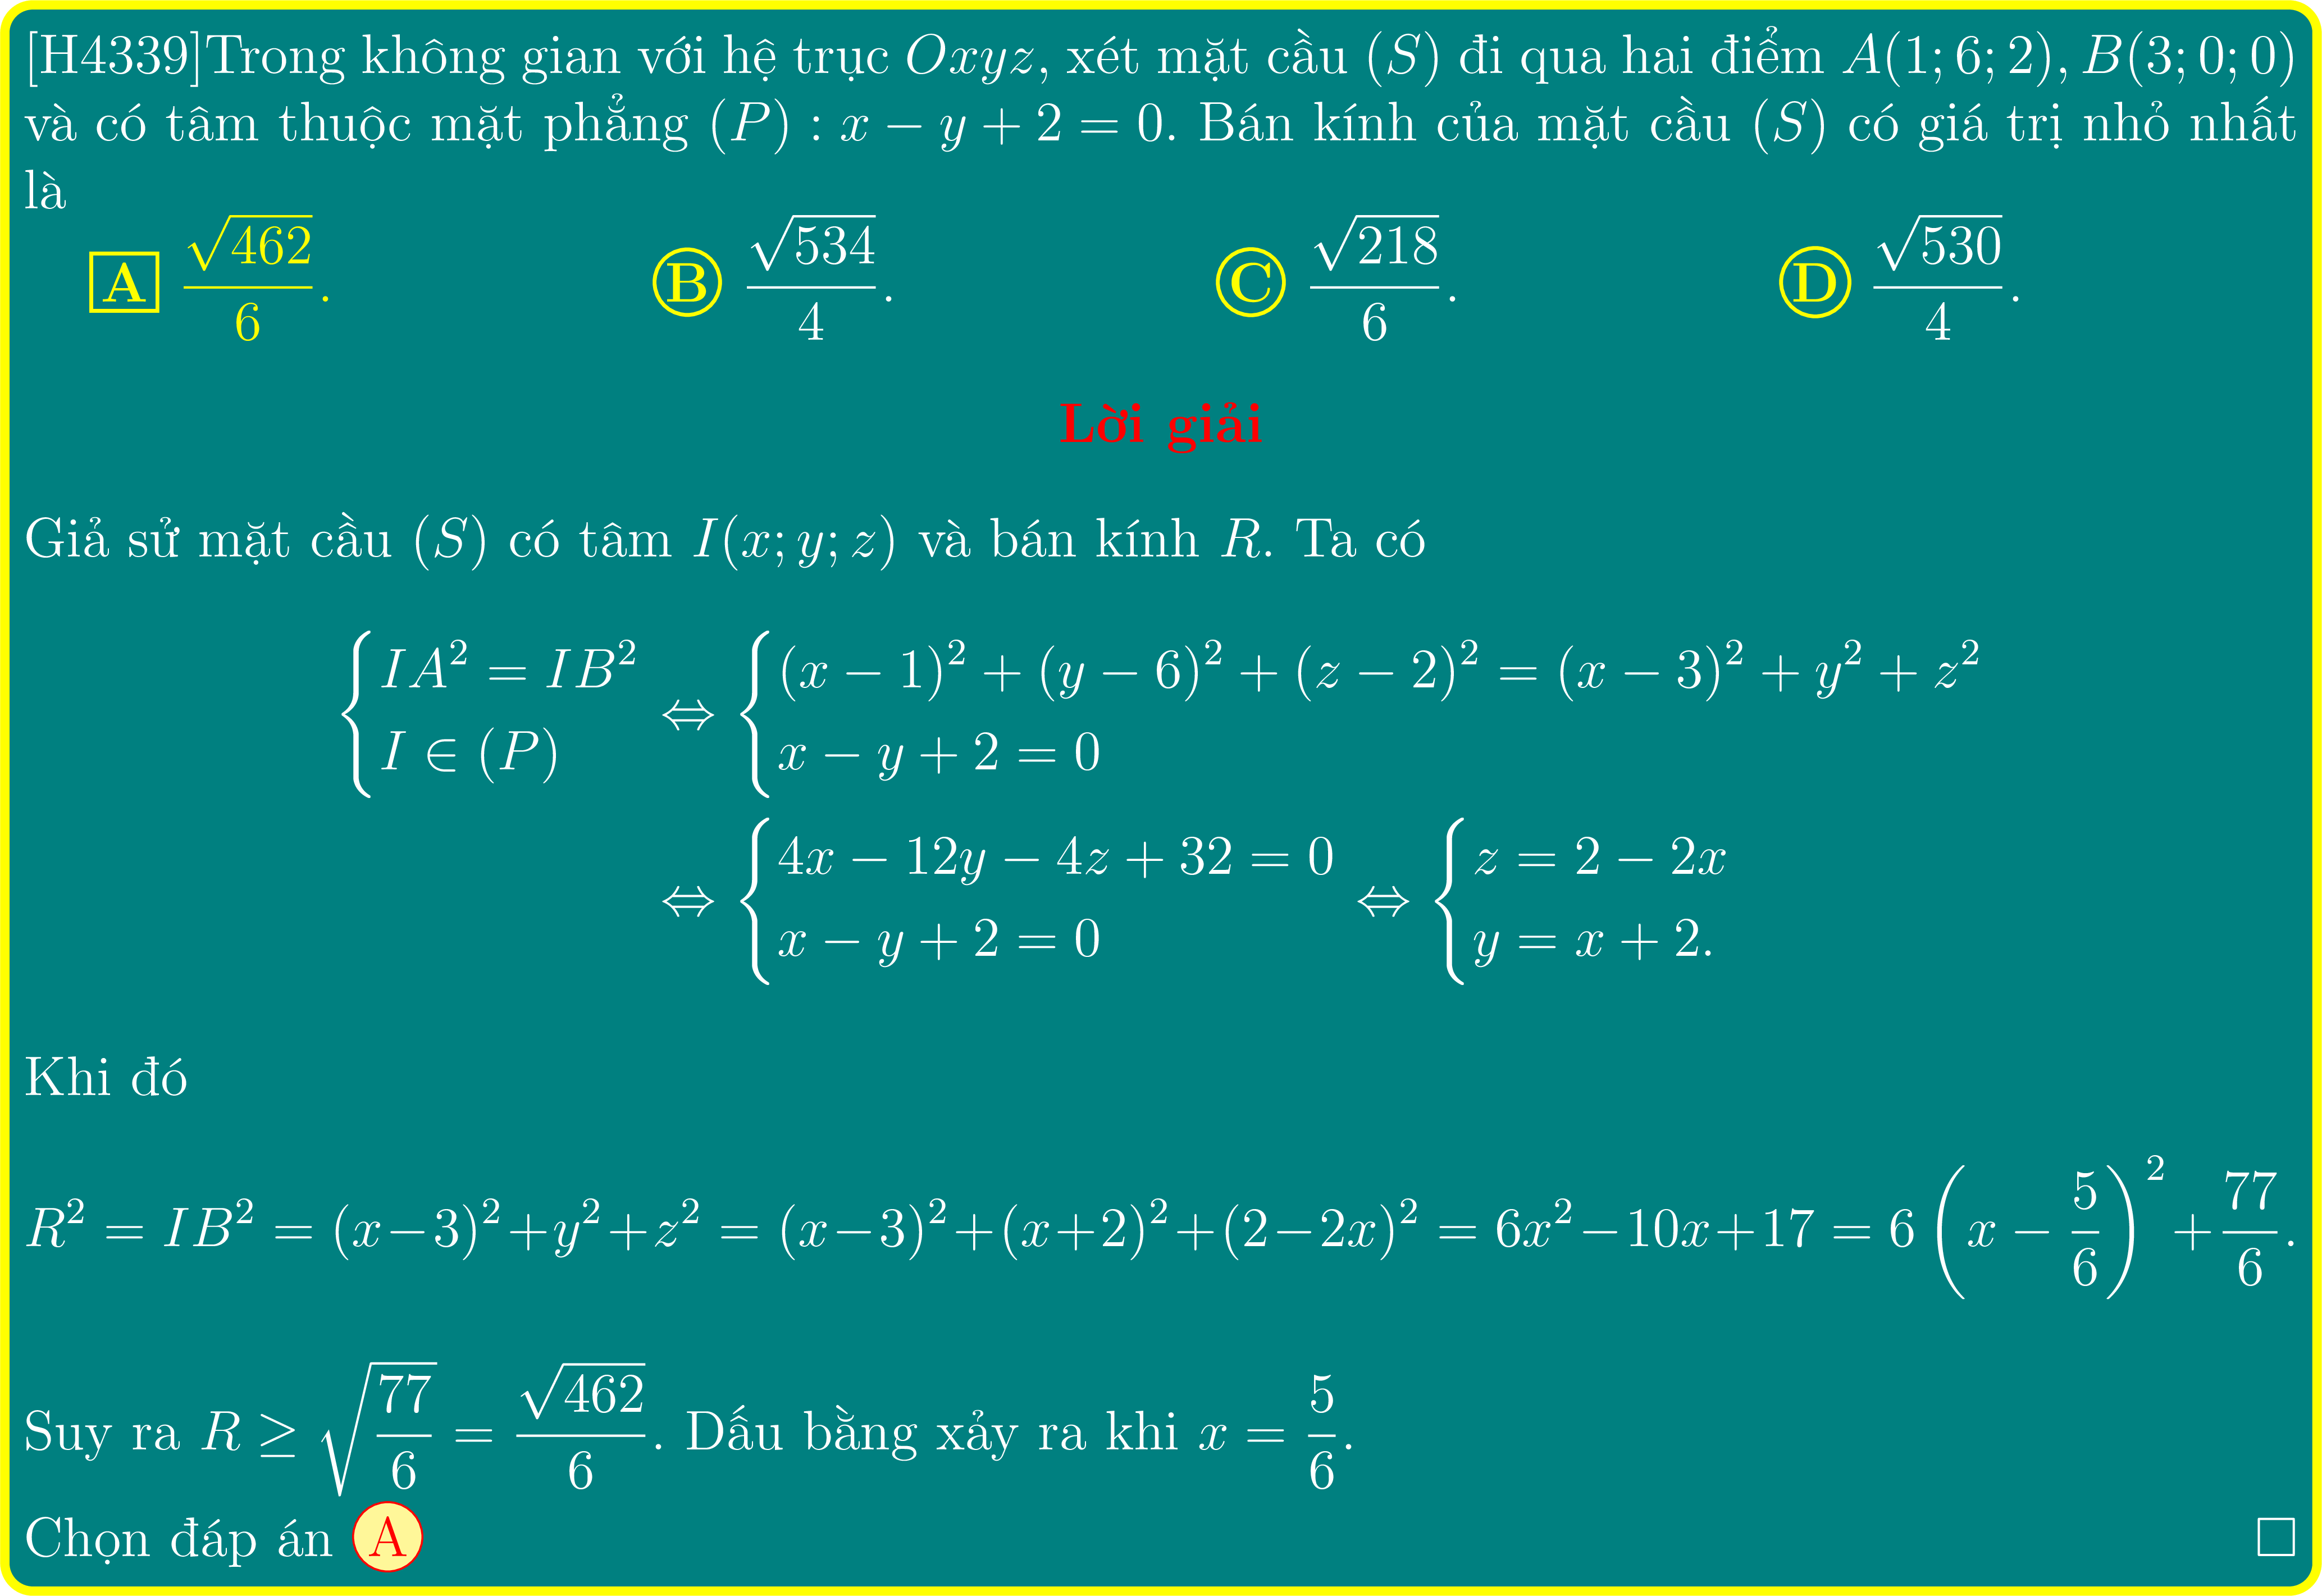 [H4339]Trong không gian với hệ trục Oxyz, xét mặt cầu (S) đi qua hai điểm A(1; 6; 2), B(3; 0; 0)
và có tâm thuộc mặt phẳng (P) : x − y + 2 = 0. Bán kính của mặt cầu (S) có giá trị nhỏ nhất
là
A $\frac{\sqrt{462}}{6}$. B $\frac{\sqrt{534}}{4}$. C $\frac{\sqrt{218}}{6}$. D $\frac{\sqrt{530}}{4}$.
Lời giải
Giả sử mặt cầu (S) có tâm I(x; y; z) và bán kính R. Ta có
$\begin{cases} IA^2 = IB^2 \\ I \in (P) \end{cases} \Leftrightarrow \begin{cases} (x-1)^2 + (y-6)^2 + (z-2)^2 = (x-3)^2 + y^2 + z^2 \\ x - y + 2 = 0 \end{cases}$
$\Leftrightarrow \begin{cases} 4x - 12y - 4z + 32 = 0 \\ x - y + 2 = 0 \end{cases} \Leftrightarrow \begin{cases} z = 2 - 2x \\ y = x + 2. \end{cases}$
Khi đó
$R^2 = IB^2 = (x-3)^2 + y^2 + z^2 = (x-3)^2 + (x+2)^2 + (2-2x)^2 = 6x^2 - 10x + 17 = 6\left(x - \frac{5}{6}\right)^2 + \frac{77}{6}.$
Suy ra $R \geq \sqrt{\frac{77}{6}} = \frac{\sqrt{462}}{6}$. Dấu bằng xảy ra khi $x = \frac{5}{6}$.
Chọn đáp án A □